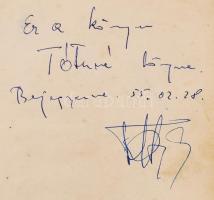 Ez a könyv
Tóthné könyve.
Bejegyezve. 55.02.28.